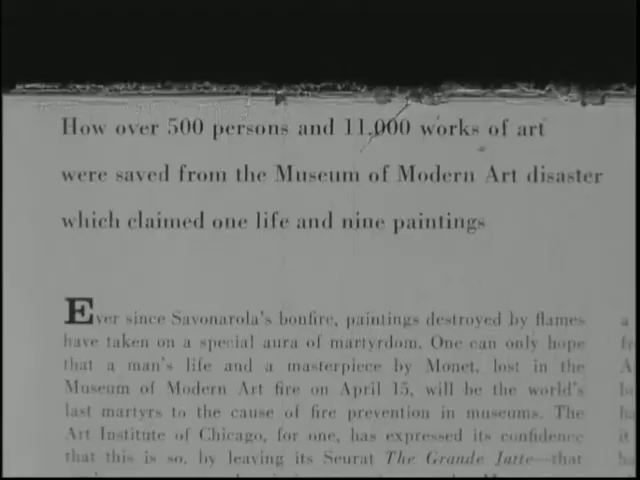 How over 500 persons and 11,000 works of art
were saved from the Museum of Modern Art disaster
which claimed one life and nine paintings
Ever since Savonarola's bonfire, paintings destroyed by flames
have taken on a special aura of martyrdom. One can only hope
that a man's life and a masterpiece by Monet, lost in the
Museum of Modern Art fire on April 15, will be the world's
last martyrs to the cause of fire prevention in museums. The
Art Institute of Chicago, for one, has expressed its confidence
that this is so, by leaving its Seurat The Grande Jatte—that
a
A
it